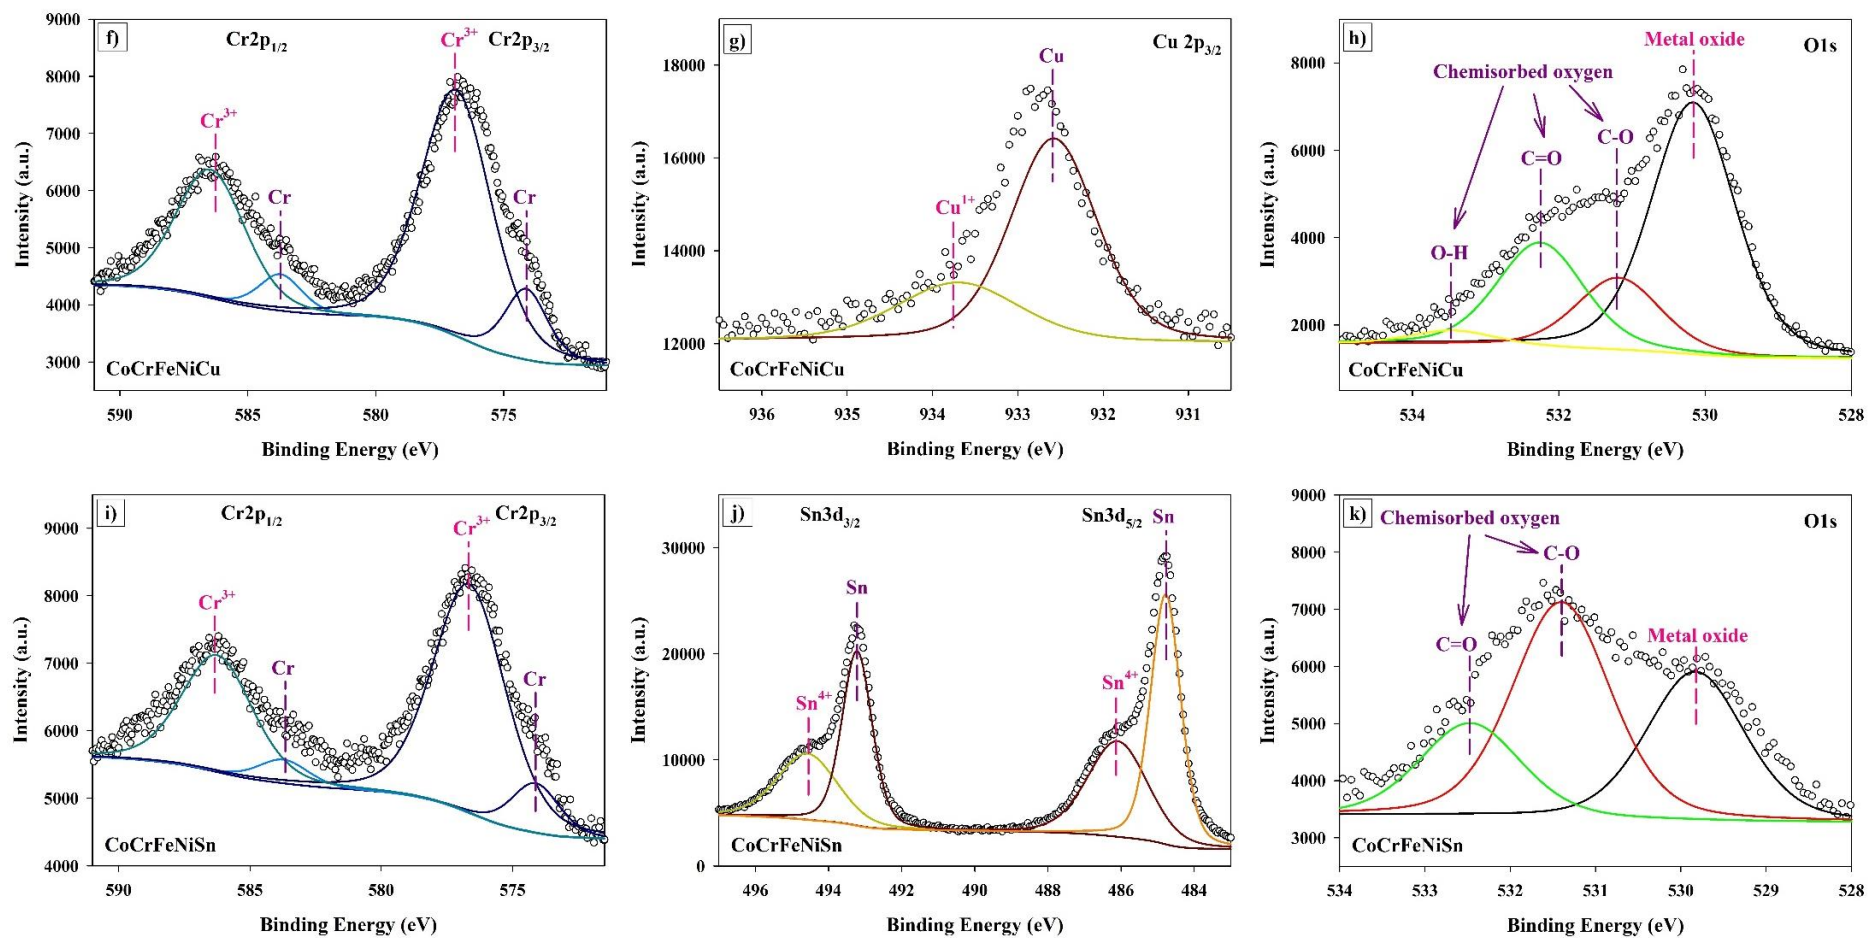 f)
Cr2p1/2
Cr3+
Cr2p3/2
Cr3+
Cr
Cr
9000
8000
7000
6000
5000
4000
3000
Intensity (a.u.)
CoCrFeNiCu
590
585
580
575
Binding Energy (eV)
g)
Cu 2p3/2
Cu
Cu1+
18000
16000
14000
12000
Intensity (a.u.)
CoCrFeNiCu
936
935
934
933
932
931
Binding Energy (eV)
h)
Metal oxide
O1s
Chemisorbed oxygen
C-O
C=O
O-H
8000
6000
4000
2000
Intensity (a.u.)
CoCrFeNiCu
534
532
530
528
Binding Energy (eV)
i)
Cr2p1/2
Cr2p3/2
Cr3+
Cr3+
Cr
Cr
9000
8000
7000
6000
5000
4000
Intensity (a.u.)
CoCrFeNiSn
590
585
580
575
Binding Energy (eV)
j)
Sn3d3/2
Sn3d5/2
Sn
Sn
Sn4+
Sn4+
30000
20000
10000
0
Intensity (a.u.)
CoCrFeNiSn
496
494
492
490
488
486
484
Binding Energy (eV)
k)
Chemisorbed oxygen
O1s
C-O
C=O
Metal oxide
9000
8000
7000
6000
5000
4000
3000
Intensity (a.u.)
CoCrFeNiSn
534
533
532
531
530
529
528
Binding Energy (eV)